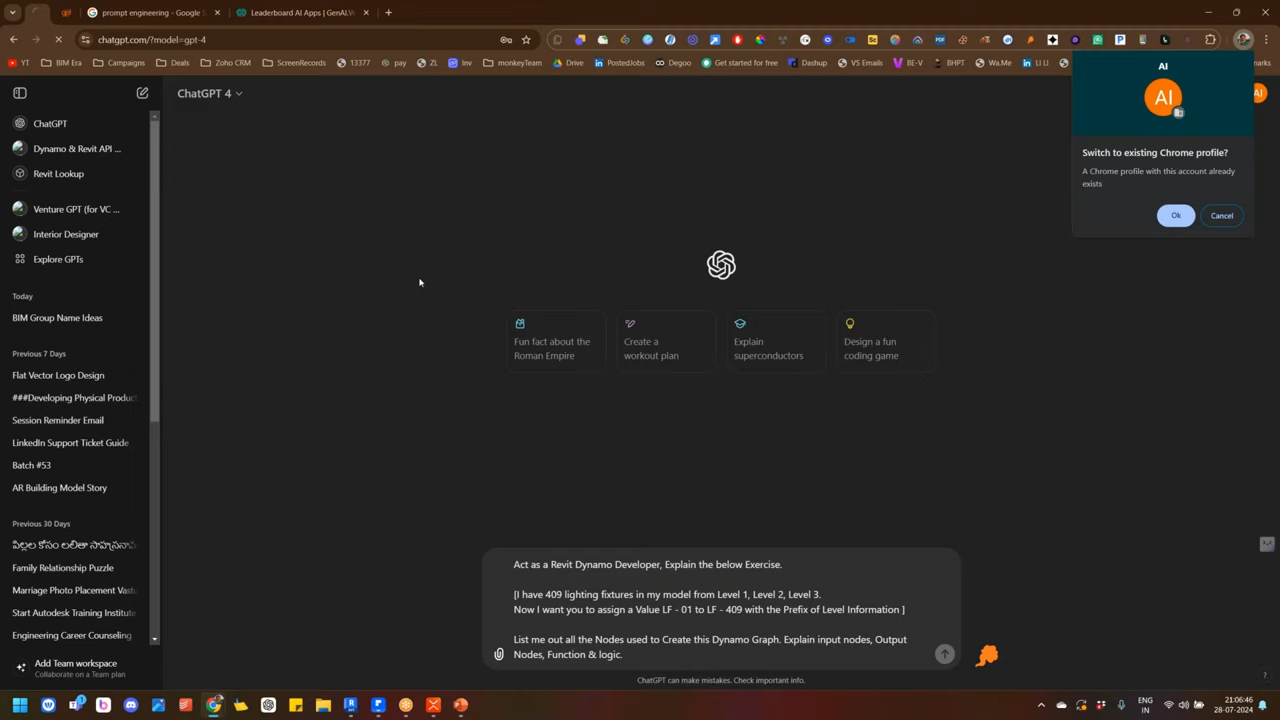 prompt engineering - Google S
Leaderboard AI Apps | GenAI.W
chatgpt.com/?model=gpt-4
YT
BIM Era
Campaigns
Deals
Zoho CRM
ScreenRecords
13377
pay
ZL
Inv
monkeyTeam
Drive
PostedJobs
Degoo
Get started for free
Dashup
VS Emails
BE-V
BHPT
Wa.Me
LI LI
ChatGPT 4
AI
AI
AI
Switch to existing Chrome profile?
A Chrome profile with this account already
exists
Ok
Cancel
ChatGPT
Dynamo & Revit API ...
Revit Lookup
Venture GPT (for VC ...
Interior Designer
Explore GPTs
Today
BIM Group Name Ideas
Previous 7 Days
Flat Vector Logo Design
###Developing Physical Product
Session Reminder Email
LinkedIn Support Ticket Guide
Batch #53
AR Building Model Story
Previous 30 Days
పిల్లల కోసం లలితా సాహస్రనామ
Family Relationship Puzzle
Marriage Photo Placement Vastu
Start Autodesk Training Institute
Engineering Career Counseling
Add Team workspace
Collaborate on a Team plan
Fun fact about the
Roman Empire
Create a
workout plan
Explain
superconductors
Design a fun
coding game
Act as a Revit Dynamo Developer, Explain the below Exercise.
[I have 409 lighting fixtures in my model from Level 1, Level 2, Level 3.
Now I want you to assign a Value LF - 01 to LF - 409 with the Prefix of Level Information ]
List me out all the Nodes used to Create this Dynamo Graph. Explain input nodes, Output
Nodes, Function & logic.
ChatGPT can make mistakes. Check important info.
?
ENG
IN
21:06:46
28-07-2024